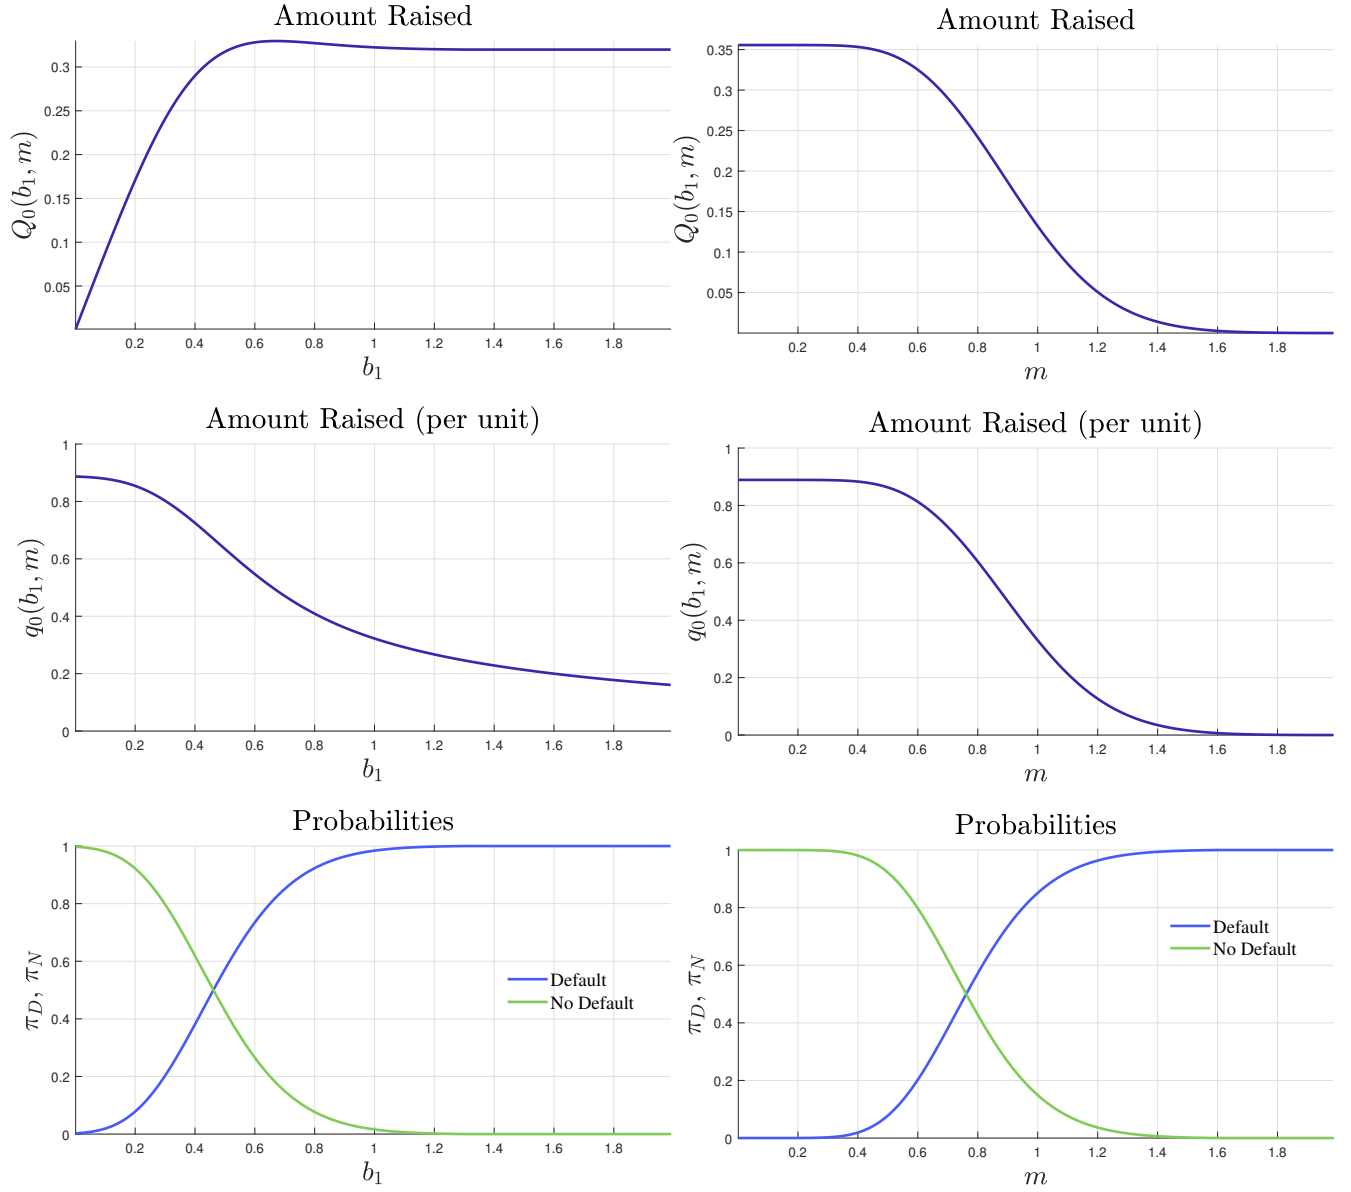 Amount Raised
Q₀(b₁, m)
0.3
0.25
0.2
0.15
0.1
0.05
0.2 0.4 0.6 0.8 1 1.2 1.4 1.6 1.8
b₁
Amount Raised
Q₀(b₁, m)
0.35
0.3
0.25
0.2
0.15
0.1
0.05
0.2 0.4 0.6 0.8 1 1.2 1.4 1.6 1.8
m
Amount Raised (per unit)
q₀(b₁, m)
1
0.8
0.6
0.4
0.2
0
0.2 0.4 0.6 0.8 1 1.2 1.4 1.6 1.8
b₁
Amount Raised (per unit)
q₀(b₁, m)
1
0.8
0.6
0.4
0.2
0
0.2 0.4 0.6 0.8 1 1.2 1.4 1.6 1.8
m
Probabilities
π_D, π_N
1
0.8
0.6
0.4
0.2
0
Default
No Default
0.2 0.4 0.6 0.8 1 1.2 1.4 1.6 1.8
b₁
Probabilities
π_D, π_N
1
0.8
0.6
0.4
0.2
0
Default
No Default
0.2 0.4 0.6 0.8 1 1.2 1.4 1.6 1.8
m